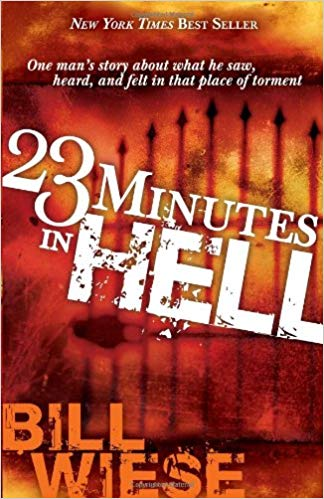 NEW YORK TIMES BEST SELLER
One man's story about what he saw,
heard, and felt in that place of torment
23 MINUTES
IN HELL
BILL
WIESE